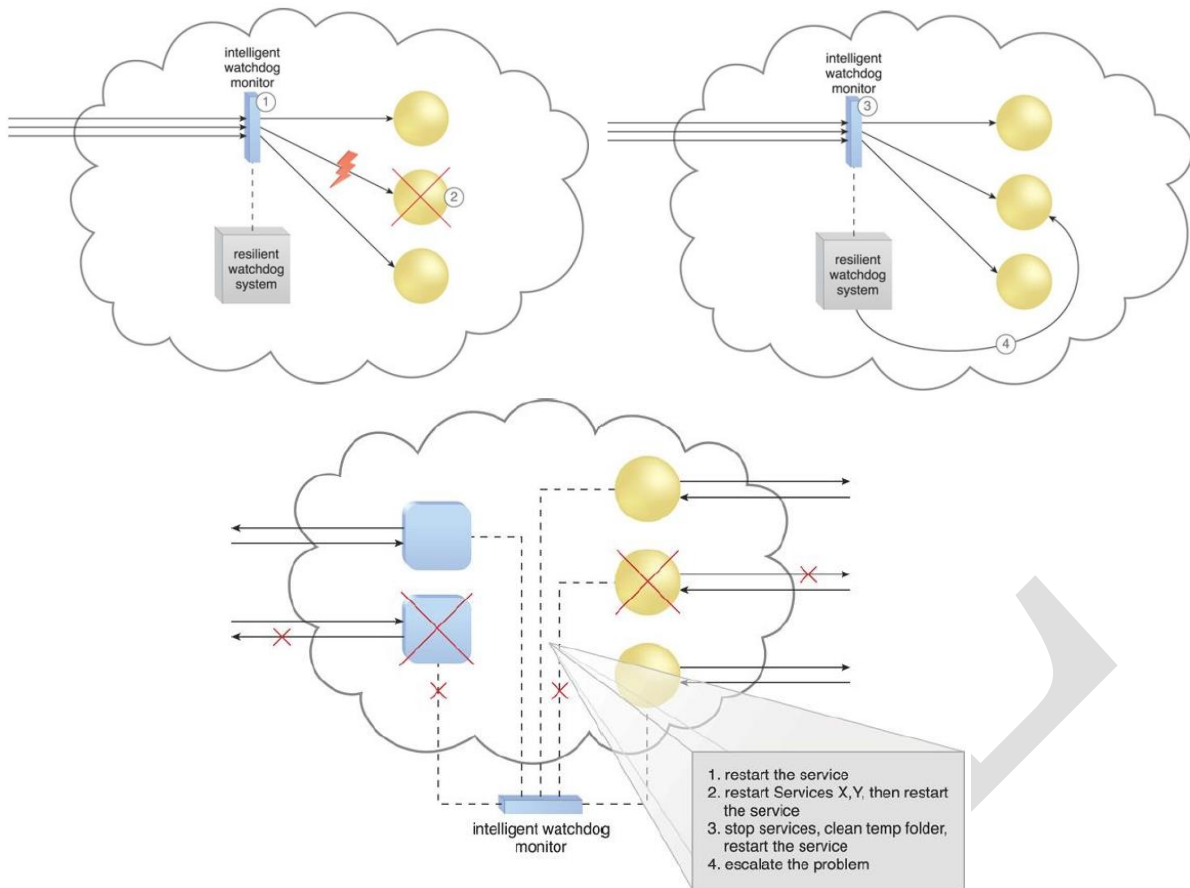 intelligent
watchdog
monitor
1
2
resilient
watchdog
system
intelligent
watchdog
monitor
3
resilient
watchdog
system
4
1. restart the service
2. restart Services X,Y, then restart
the service
3. stop services, clean temp folder,
restart the service
4. escalate the problem
intelligent watchdog
monitor